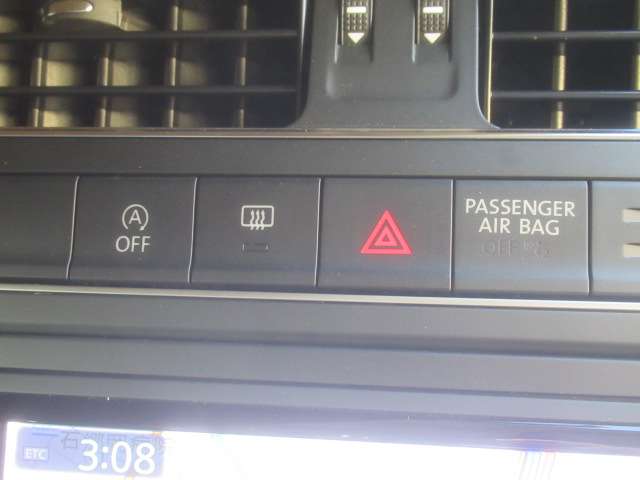 A
OFF
PASSENGER
AIR BAG
OFF
ETC 3:08